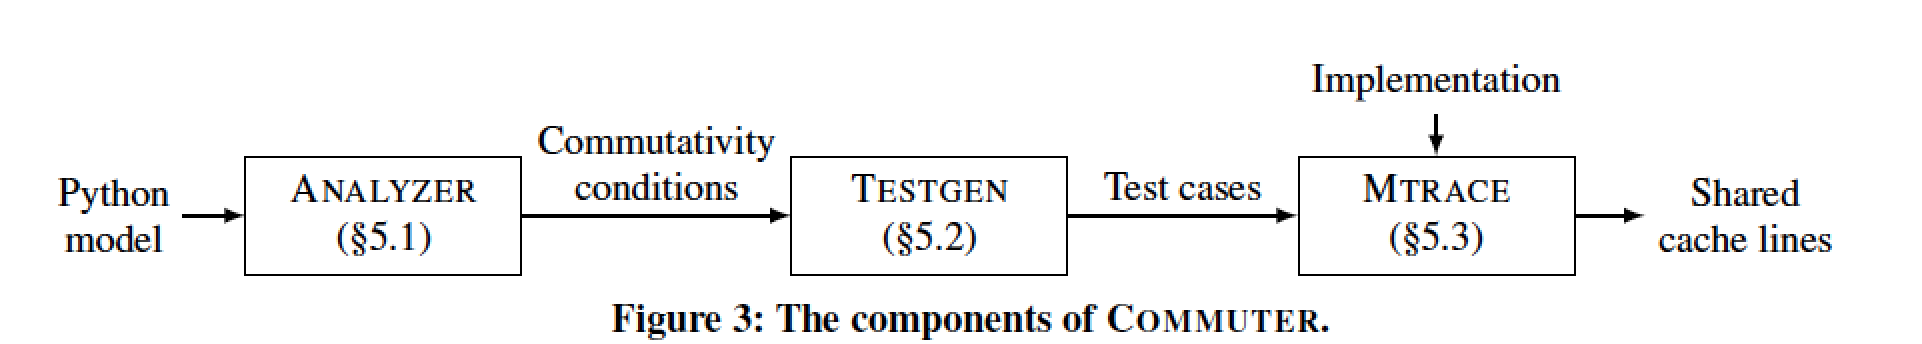 Implementation
Commutativity
conditions
Python
model
ANALYZER
(§5.1)
TESTGEN
(§5.2)
Test cases
MTRACE
(§5.3)
Shared
cache lines
Figure 3: The components of COMMUTER.